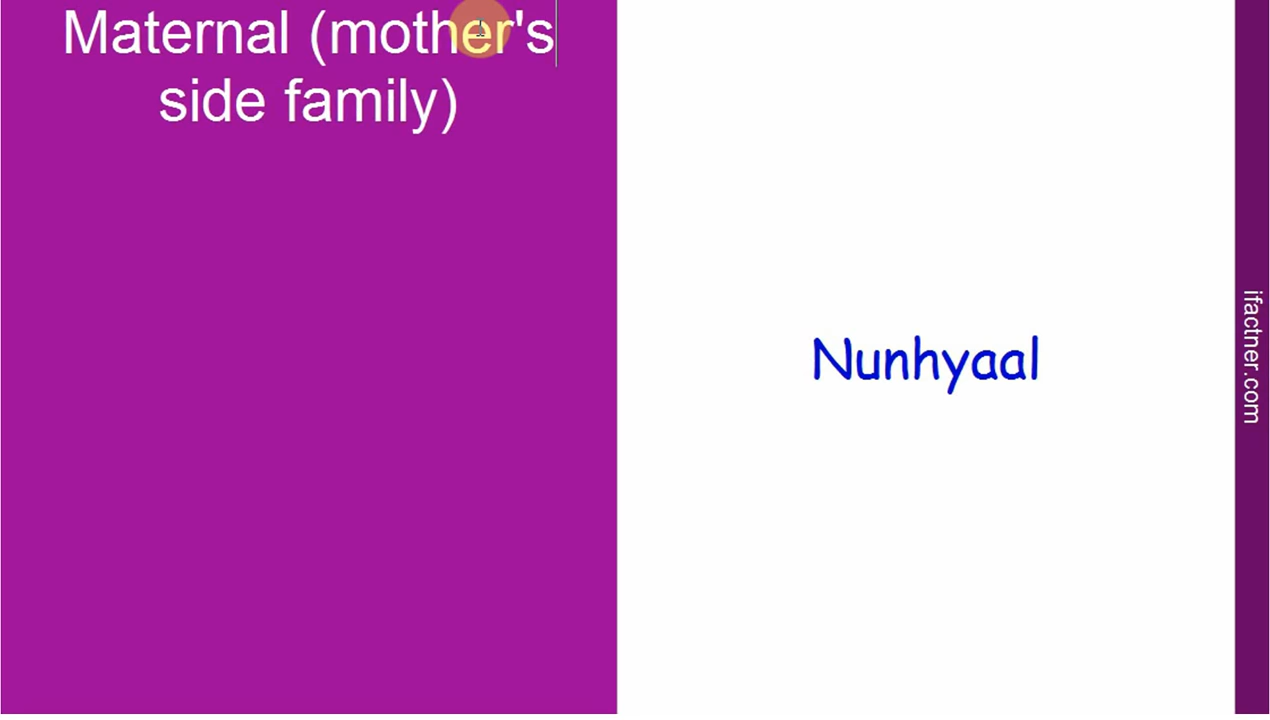 Maternal (mother's
side family)
Nunhyaal
ifactner.com